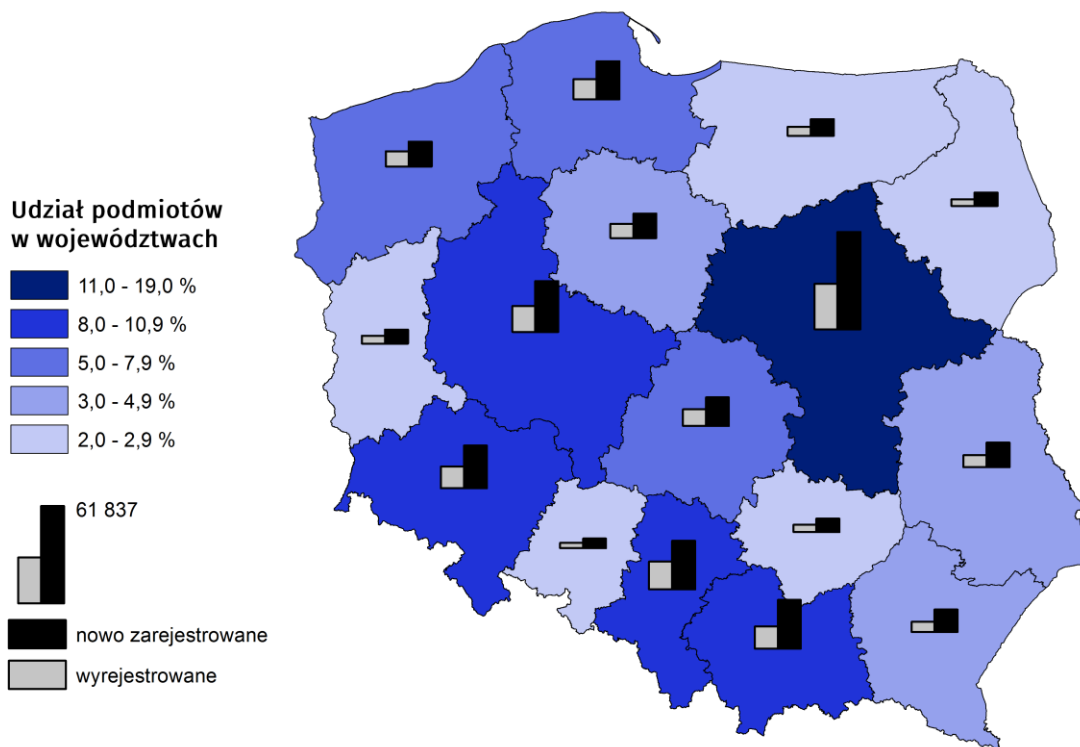 Udział podmiotów
w województwach
11,0 - 19,0 %
8,0 - 10,9 %
5,0 - 7,9 %
3,0 - 4,9 %
2,0 - 2,9 %
61 837
nowo zarejestrowane
wyrejestrowane